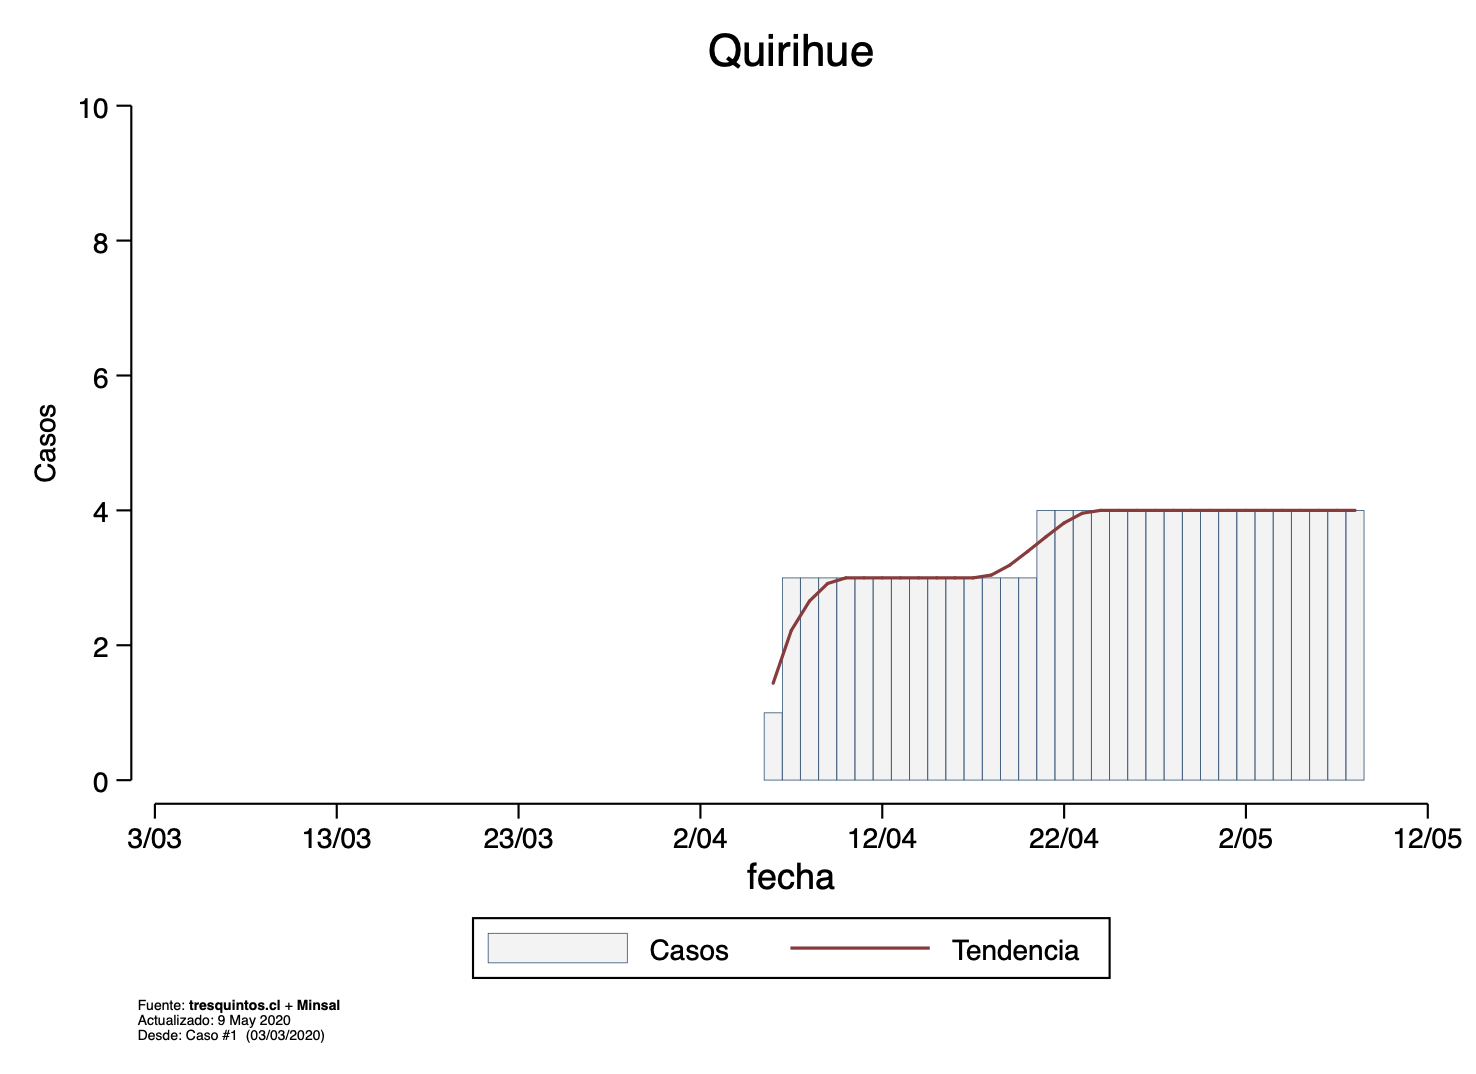 Quirihue
10
8
6
4
2
0
Casos
3/03 13/03 23/03 2/04 12/04 22/04 2/05 12/05
fecha
Casos Tendencia
Fuente: tresquintos.cl + Minsal
Actualizado: 9 May 2020
Desde: Caso #1 (03/03/2020)